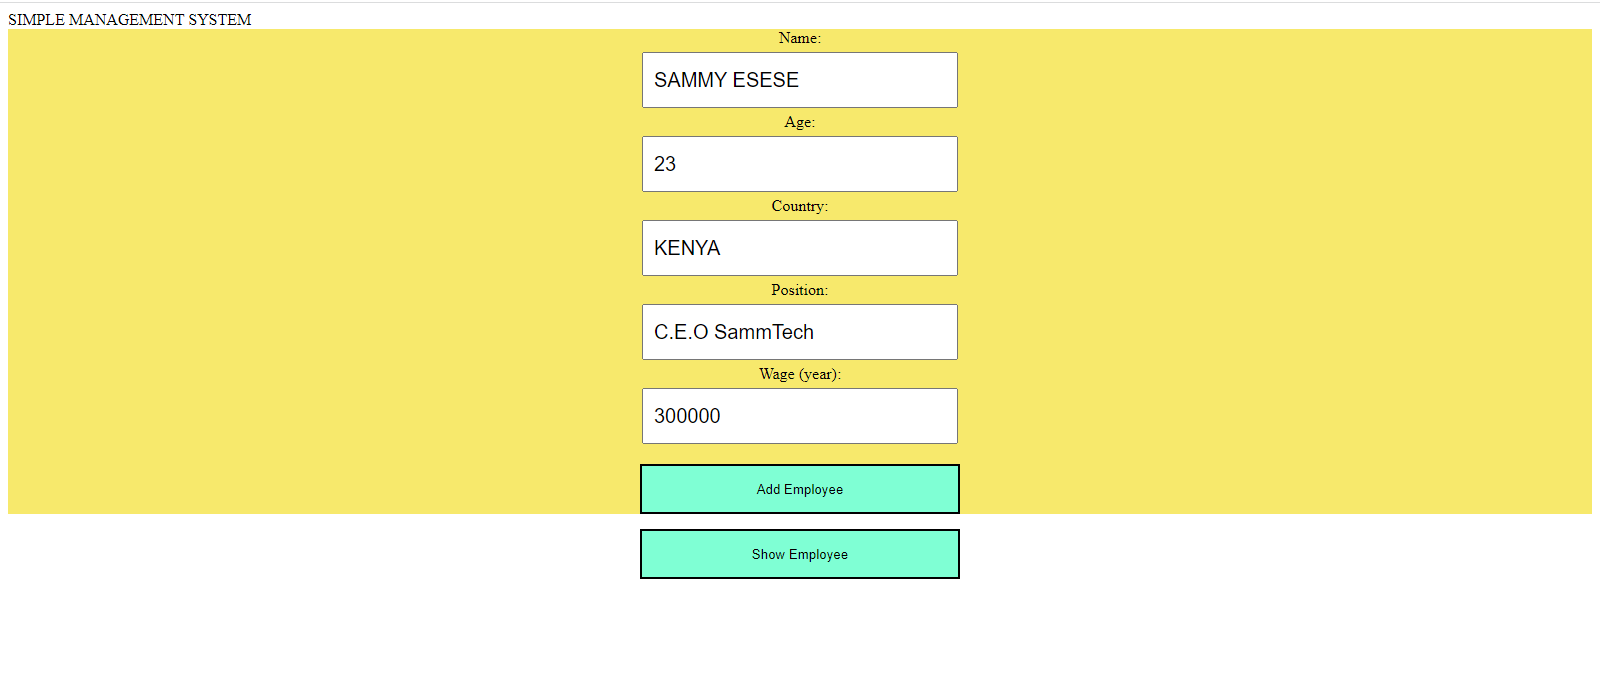 SIMPLE MANAGEMENT SYSTEM
Name:
SAMMY ESESE
Age:
23
Country:
KENYA
Position:
C.E.O SammTech
Wage (year):
300000
Add Employee
Show Employee